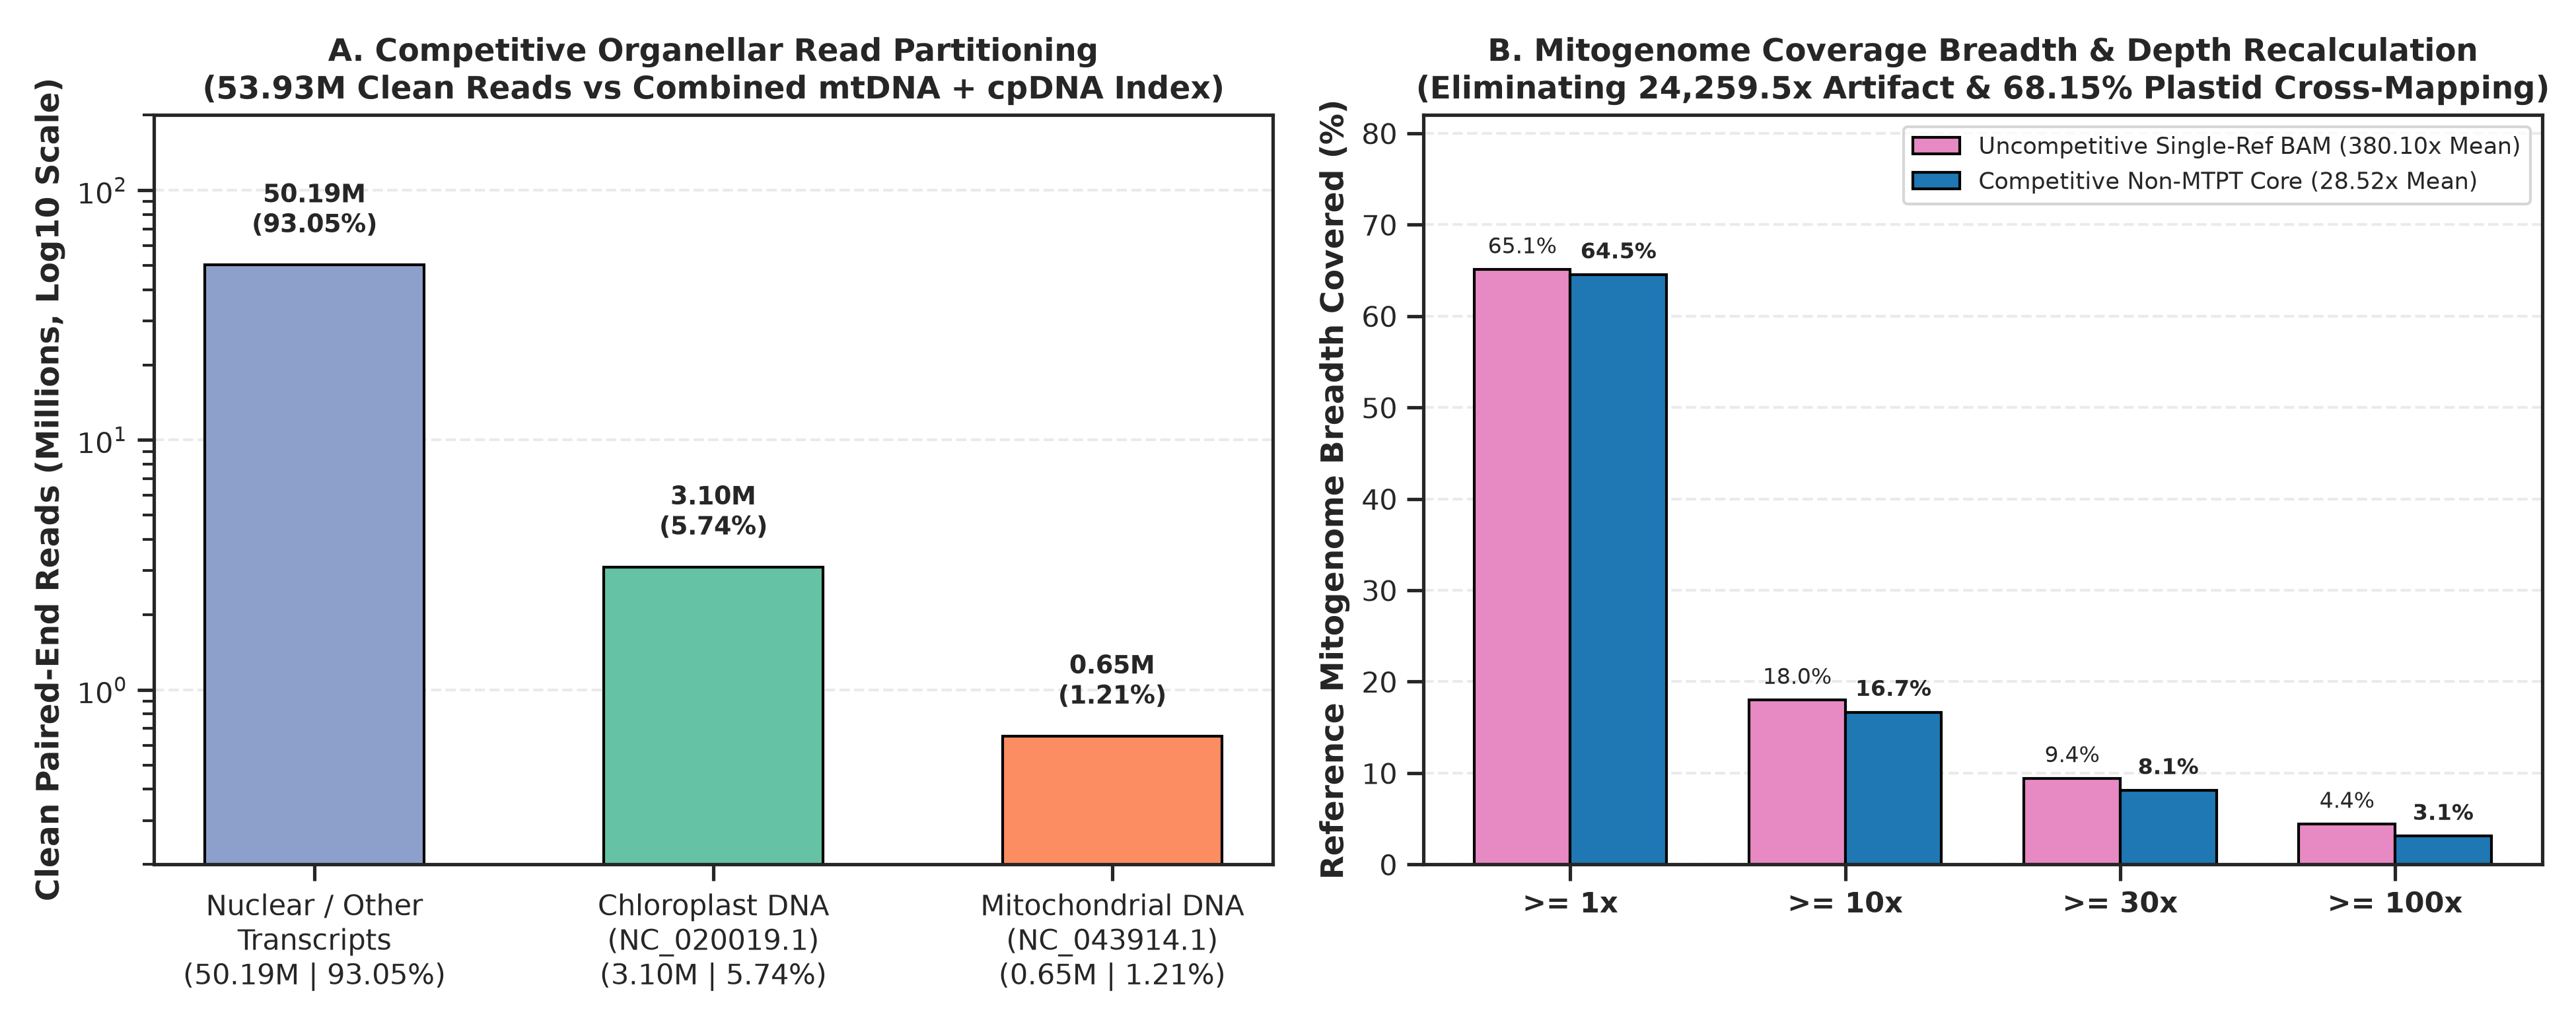 A. Competitive Organellar Read Partitioning
(53.93M Clean Reads vs Combined mtDNA + cpDNA Index)
Clean Paired-End Reads (Millions, Log10 Scale)
10²
10¹
10⁰
50.19M
(93.05%)
3.10M
(5.74%)
0.65M
(1.21%)
Nuclear / Other
Transcripts
(50.19M | 93.05%)
Chloroplast DNA
(NC_020019.1)
(3.10M | 5.74%)
Mitochondrial DNA
(NC_043914.1)
(0.65M | 1.21%)
B. Mitogenome Coverage Breadth & Depth Recalculation
(Eliminating 24,259.5x Artifact & 68.15% Plastid Cross-Mapping)
Reference Mitogenome Breadth Covered (%)
80
70
60
50
40
30
20
10
0
Uncompetitive Single-Ref BAM (380.10x Mean)
Competitive Non-MTPT Core (28.52x Mean)
65.1%
64.5%
18.0%
16.7%
9.4%
8.1%
4.4%
3.1%
>= 1x
>= 10x
>= 30x
>= 100x